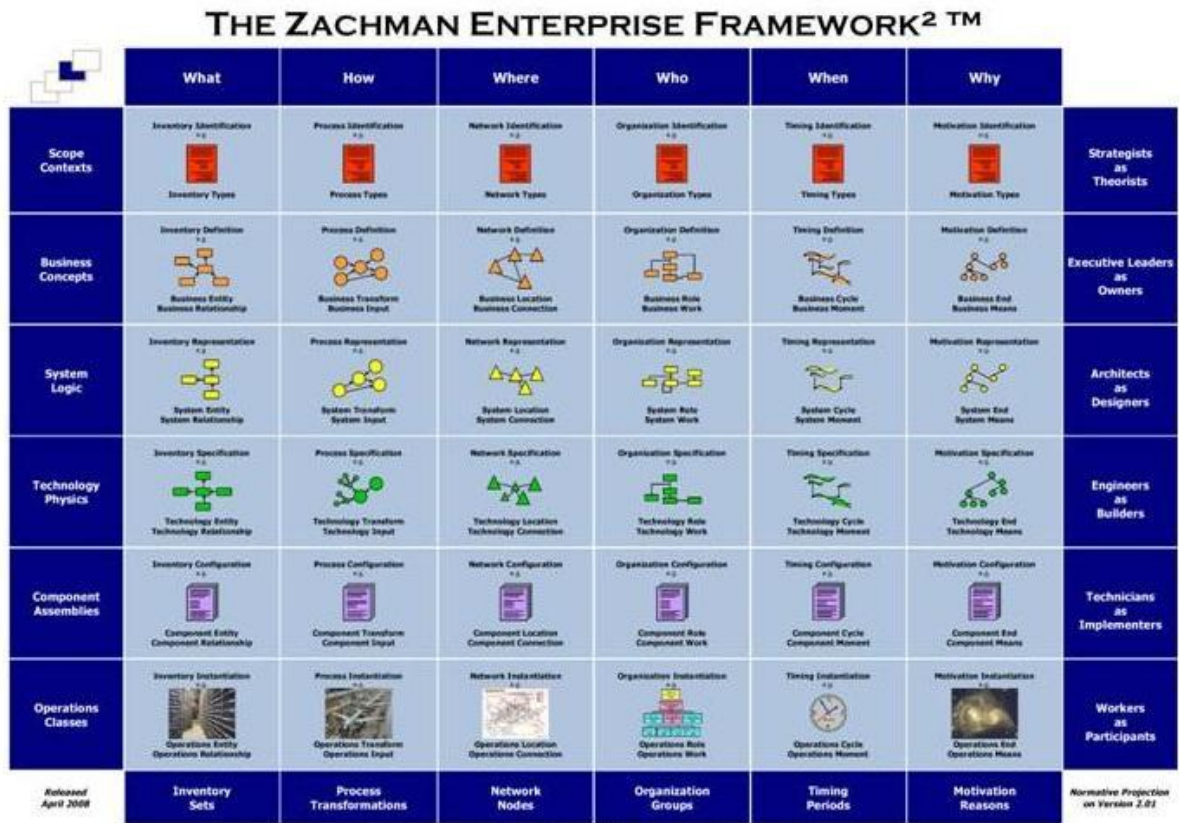 THE ZACHMAN ENTERPRISE FRAMEWORK² ™
What How Where Who When Why
Scope
Contexts
Inventory Identification
e.g.
Inventory Types
Process Identification
e.g.
Process Types
Network Identification
e.g.
Network Types
Organization Identification
e.g.
Organization Types
Timing Identification
e.g.
Timing Types
Motivation Identification
e.g.
Motivation Types
Strategists
as
Theorists
Business
Concepts
Inventory Definition
e.g.
Business Entity
Business Relationship
Process Definition
e.g.
Business Transform
Business Input
Network Definition
e.g.
Business Location
Business Connection
Organization Definition
e.g.
Business Role
Business Work
Timing Definition
e.g.
Business Cycle
Business Moment
Motivation Definition
e.g.
Business End
Business Means
Executive Leaders
as
Owners
System
Logic
Inventory Representation
e.g.
System Entity
System Relationship
Process Representation
e.g.
System Transform
System Input
Network Representation
e.g.
System Location
System Connection
Organization Representation
e.g.
System Role
System Work
Timing Representation
e.g.
System Cycle
System Moment
Motivation Representation
e.g.
System End
System Means
Architects
as
Designers
Technology
Physics
Inventory Specification
e.g.
Technology Entity
Technology Relationship
Process Specification
e.g.
Technology Transform
Technology Input
Network Specification
e.g.
Technology Location
Technology Connection
Organization Specification
e.g.
Technology Role
Technology Work
Timing Specification
e.g.
Technology Cycle
Technology Moment
Motivation Specification
e.g.
Technology End
Technology Means
Engineers
as
Builders
Component
Assemblies
Inventory Configuration
e.g.
Component Entity
Component Relationship
Process Configuration
e.g.
Component Transform
Component Input
Network Configuration
e.g.
Component Location
Component Connection
Organization Configuration
e.g.
Component Role
Component Work
Timing Configuration
e.g.
Component Cycle
Component Moment
Motivation Configuration
e.g.
Component End
Component Means
Technicians
as
Implementers
Operations
Classes
Inventory Instantiation
e.g.
Operations Entity
Operations Relationship
Process Instantiation
e.g.
Operations Transform
Operations Input
Network Instantiation
e.g.
Operations Location
Operations Connection
Organization Instantiation
e.g.
Operations Role
Operations Work
Timing Instantiation
e.g.
Operations Cycle
Operations Moment
Motivation Instantiation
e.g.
Operations End
Operations Means
Workers
as
Participants
Released
April 2008
Inventory
Sets
Process
Transformations
Network
Nodes
Organization
Groups
Timing
Periods
Motivation
Reasons
Normative Projection
on Version 2.01